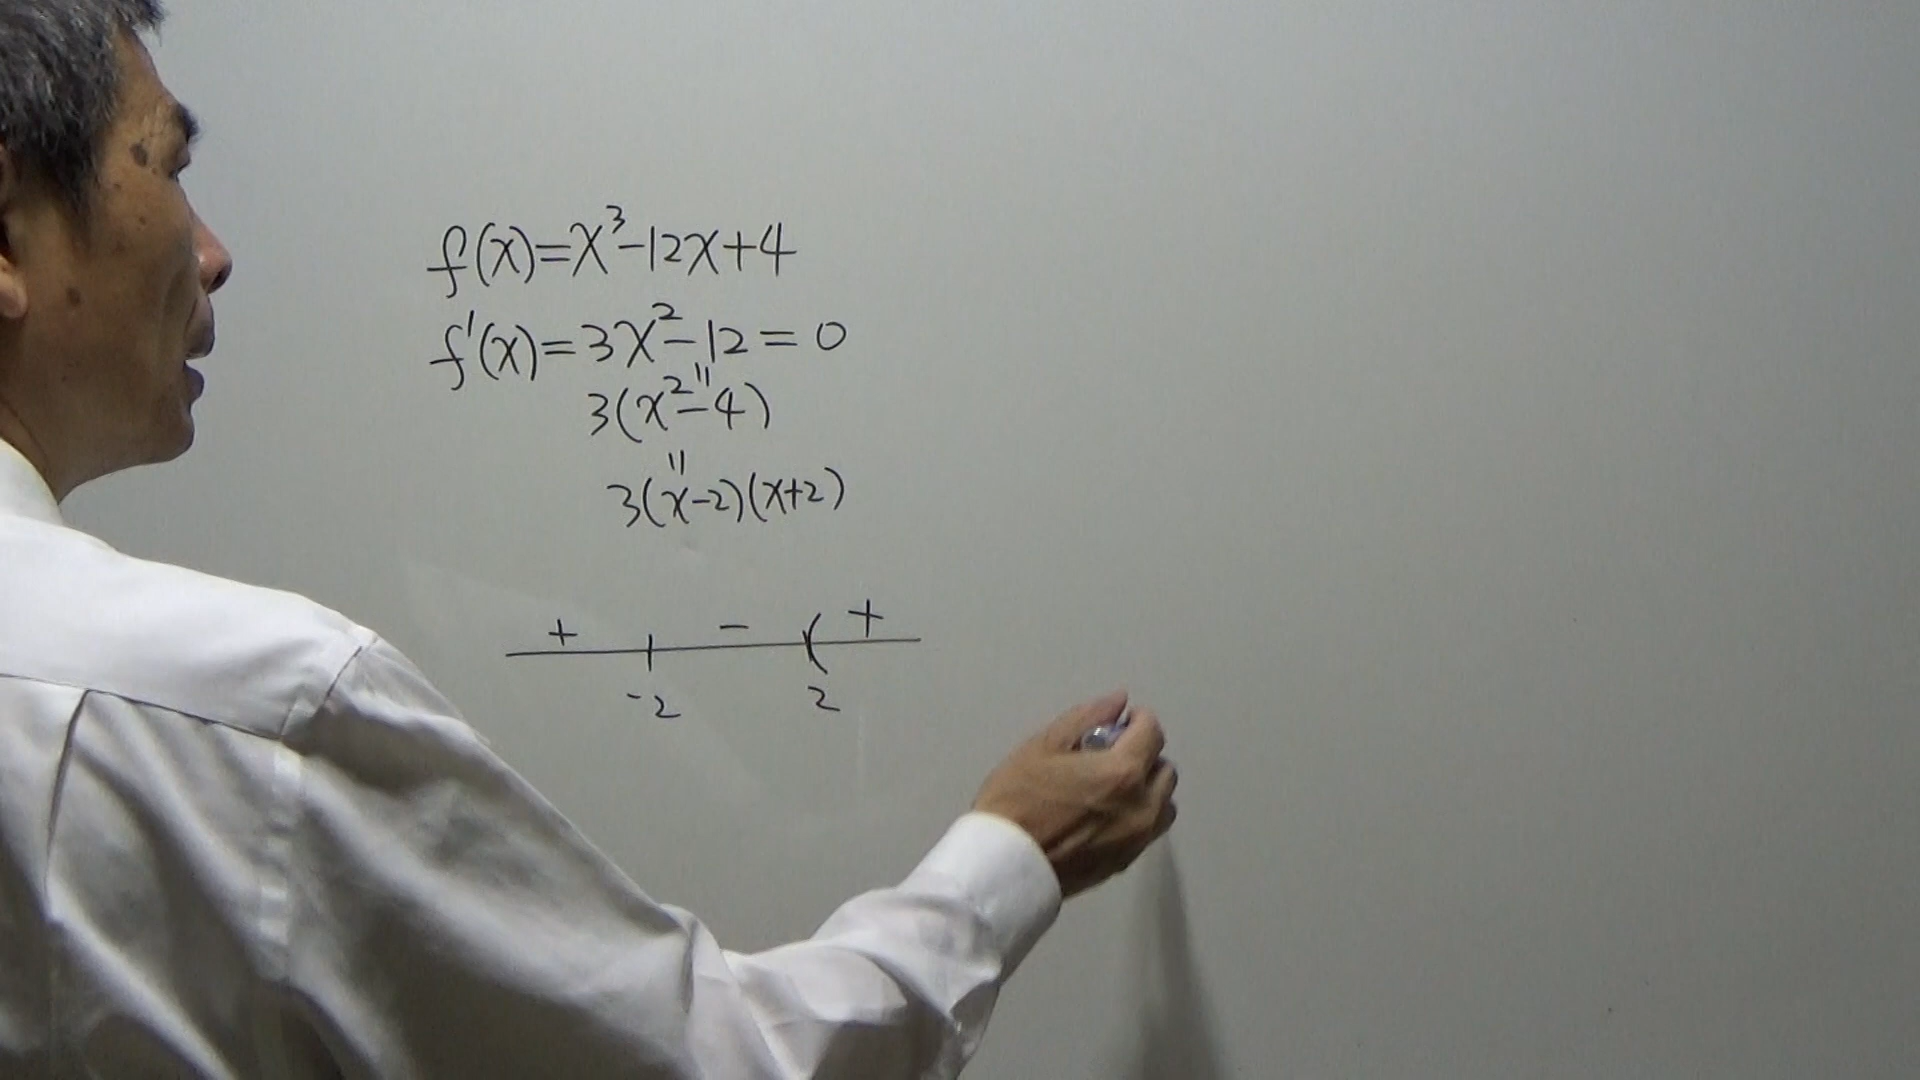 f(x)=x³-12x+4
f'(x)=3x²-12=0
"
3(x²-4)
"
3(x-2)(x+2)
+ - ( +
-2 2